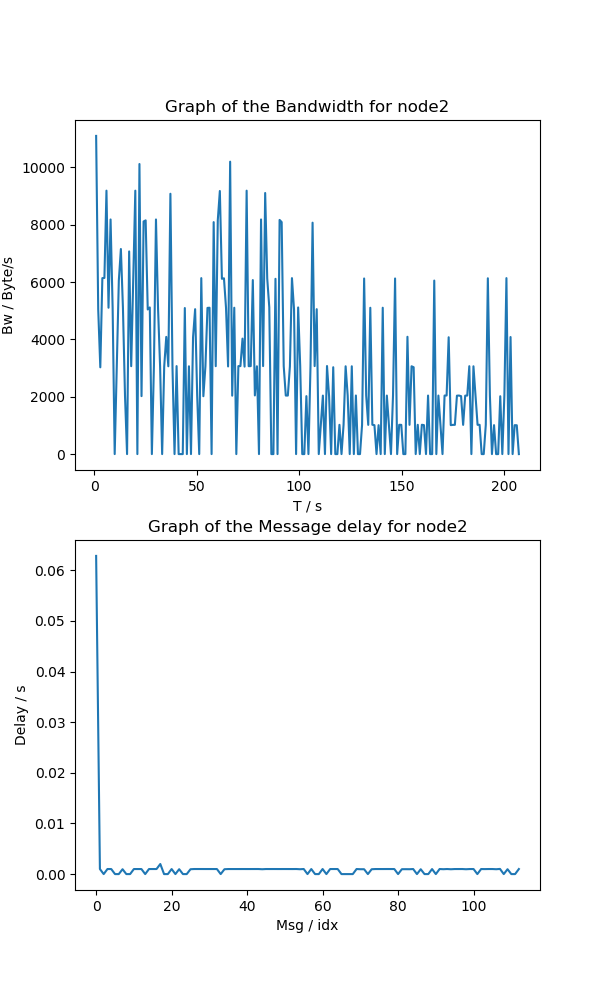 Graph of the Bandwidth for node2
10000
8000
6000
4000
2000
0
Bw / Byte/s
0 50 100 150 200
T / s
Graph of the Message delay for node2
0.06
0.05
0.04
0.03
0.02
0.01
0.00
Delay / s
0 20 40 60 80 100
Msg / idx